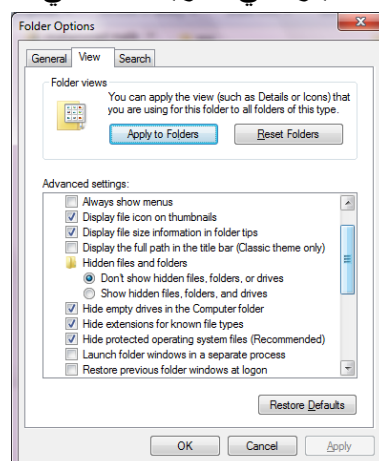 Folder Options
General View Search
Folder views
You can apply the view (such as Details or Icons) that
you are using for this folder to all folders of this type.
Apply to Folders Reset Folders
Advanced settings:
Always show menus
Display file icon on thumbnails
Display file size information in folder tips
Display the full path in the title bar (Classic theme only)
Hidden files and folders
Don't show hidden files, folders, or drives
Show hidden files, folders, and drives
Hide empty drives in the Computer folder
Hide extensions for known file types
Hide protected operating system files (Recommended)
Launch folder windows in a separate process
Restore previous folder windows at logon
Restore Defaults
OK Cancel Apply